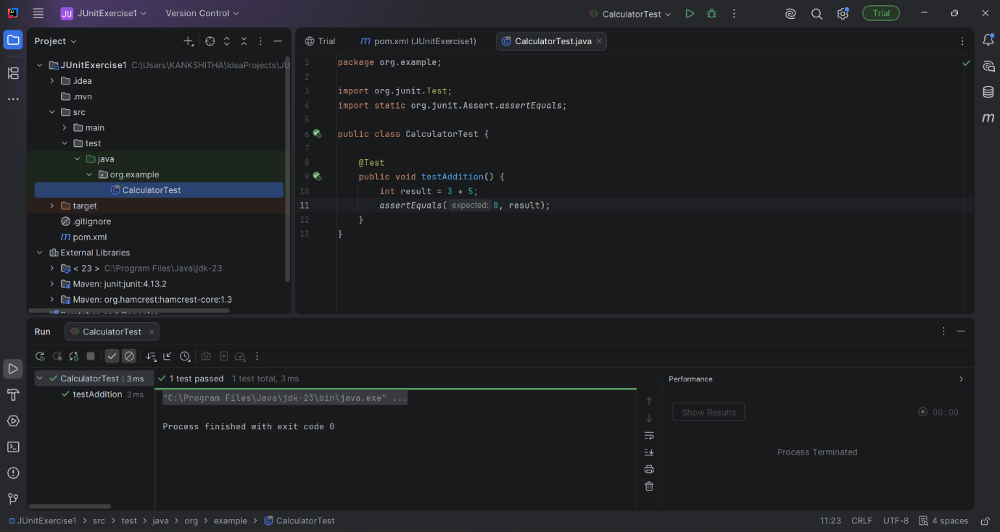 JU JUnitExercise1 Version Control CalculatorTest Trial
Project
Trial m pom.xml (JUnitExercise1) CalculatorTest.java
JUnitExercise1 C:\Users\KANKSHITHA\IdeaProjects\JU
.idea
.mvn
src
main
test
java
org.example
CalculatorTest
target
.gitignore
m pom.xml
External Libraries
< 23 > C:\Program Files\Java\jdk-23
Maven: junit:junit:4.13.2
Maven: org.hamcrest:hamcrest-core:1.3
1 package org.example;
2
3 import org.junit.Test;
4 import static org.junit.Assert.assertEquals;
5
6 public class CalculatorTest {
7
8 @Test
9 public void testAddition() {
10 int result = 3 + 5;
11 assertEquals( expected: 8, result);
12 }
13 }
m
Run CalculatorTest
CalculatorTest ( 3 ms
testAddition 3 ms
1 test passed 1 test total, 3 ms
"C:\Program Files\Java\jdk-23\bin\java.exe" ...
Process finished with exit code 0
Performance
Show Results 00:00
Process Terminated
JUnitExercise1 > src > test > java > org > example > CalculatorTest
11:23 CRLF UTF-8 4 spaces